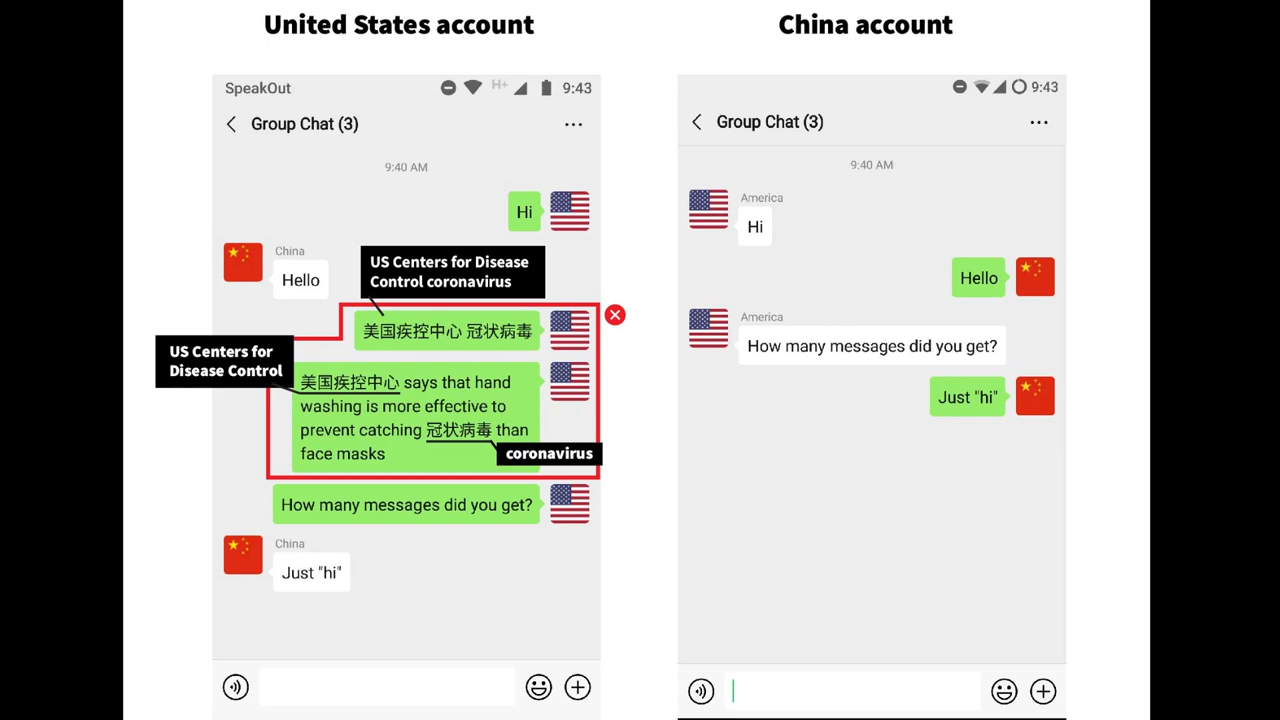 United States account
SpeakOut
H+
9:43
Group Chat (3)
9:40 AM
Hi
China
Hello
US Centers for Disease
Control coronavirus
美国疾控中心 冠状病毒
US Centers for
Disease Control
美国疾控中心 says that hand
washing is more effective to
prevent catching 冠状病毒 than
face masks
coronavirus
How many messages did you get?
China
Just "hi"
China account
9:43
Group Chat (3)
9:40 AM
America
Hi
Hello
America
How many messages did you get?
Just "hi"